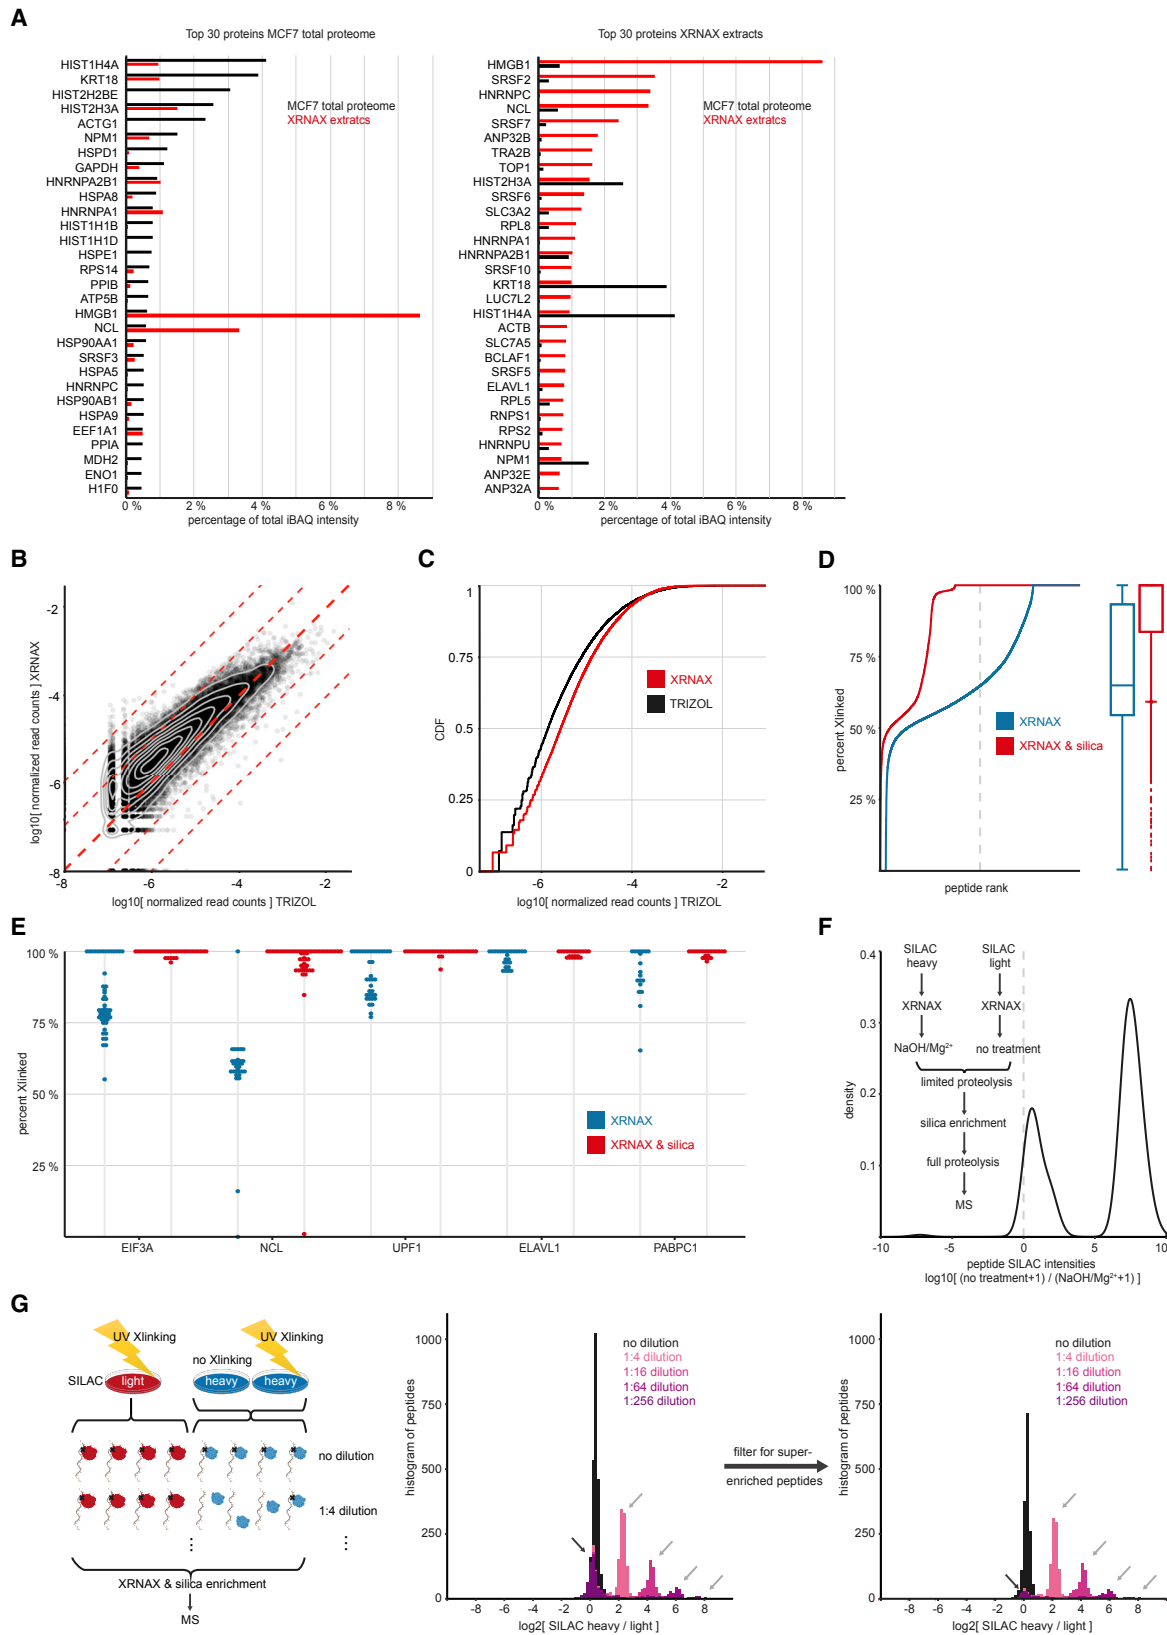 A
Top 30 proteins MCF7 total proteome
HIST1H4A
KRT18
HIST2H2BE
HIST2H3A
ACTG1
NPM1
HSPD1
GAPDH
HNRNPA2B1
HSPA8
HNRNPA1
HIST1H1B
HIST1H1D
HSPE1
RPS14
PPIB
ATP5B
HMGB1
NCL
HSP90AA1
SRSF3
HSPA5
HNRNPC
HSP90AB1
HSPA9
EEF1A1
PPIA
MDH2
ENO1
H1F0
MCF7 total proteome
XRNAX extratcs
0 % 2 % 4 % 6 % 8 %
percentage of total iBAQ intensity
Top 30 proteins XRNAX extracts
HMGB1
SRSF2
HNRNPC
NCL
SRSF7
ANP32B
TRA2B
TOP1
HIST2H3A
SRSF6
SLC3A2
RPL8
HNRNPA1
HNRNPA2B1
SRSF10
KRT18
LUC7L2
HIST1H4A
ACTB
SLC7A5
BCLAF1
SRSF5
ELAVL1
RPL5
RNPS1
RPS2
HNRNPU
NPM1
ANP32E
ANP32A
MCF7 total proteome
XRNAX extratcs
0 % 2 % 4 % 6 % 8 %
percentage of total iBAQ intensity
B
log10[ normalized read counts ] XRNAX
-2
-4
-6
-8
-8 -6 -4 -2
log10[ normalized read counts ] TRIZOL
C
CDF
1
0.75
0.5
0.25
0
XRNAX
TRIZOL
-6 -4 -2
log10[ normalized read counts ] TRIZOL
D
percent Xlinked
100 %
75 %
50 %
25 %
XRNAX
XRNAX & silica
peptide rank
E
percent Xlinked
100 %
75 %
50 %
25 %
XRNAX
XRNAX & silica
EIF3A NCL UPF1 ELAVL1 PABPC1
F
density
0.4
0.3
0.2
0.1
SILAC heavy
SILAC light
XRNAX XRNAX
NaOH/Mg²⁺ no treatment
limited proteolysis
silica enrichment
full proteolysis
MS
-10 -5 0 5 10
peptide SILAC intensities
log10[ (no treatment+1) / (NaOH/Mg²⁺+1) ]
G
UV Xlinking
no Xlinking
UV Xlinking
SILAC light heavy heavy
no dilution
1:4 dilution
⋮ ⋮
XRNAX & silica enrichment
MS
histogram of peptides
1000
750
500
250
0
no dilution
1:4 dilution
1:16 dilution
1:64 dilution
1:256 dilution
-8 -6 -4 -2 0 2 4 6 8
log2[ SILAC heavy / light ]
filter for super-
enriched peptides
histogram of peptides
1000
750
500
250
0
no dilution
1:4 dilution
1:16 dilution
1:64 dilution
1:256 dilution
-8 -6 -4 -2 0 2 4 6 8
log2[ SILAC heavy / light ]